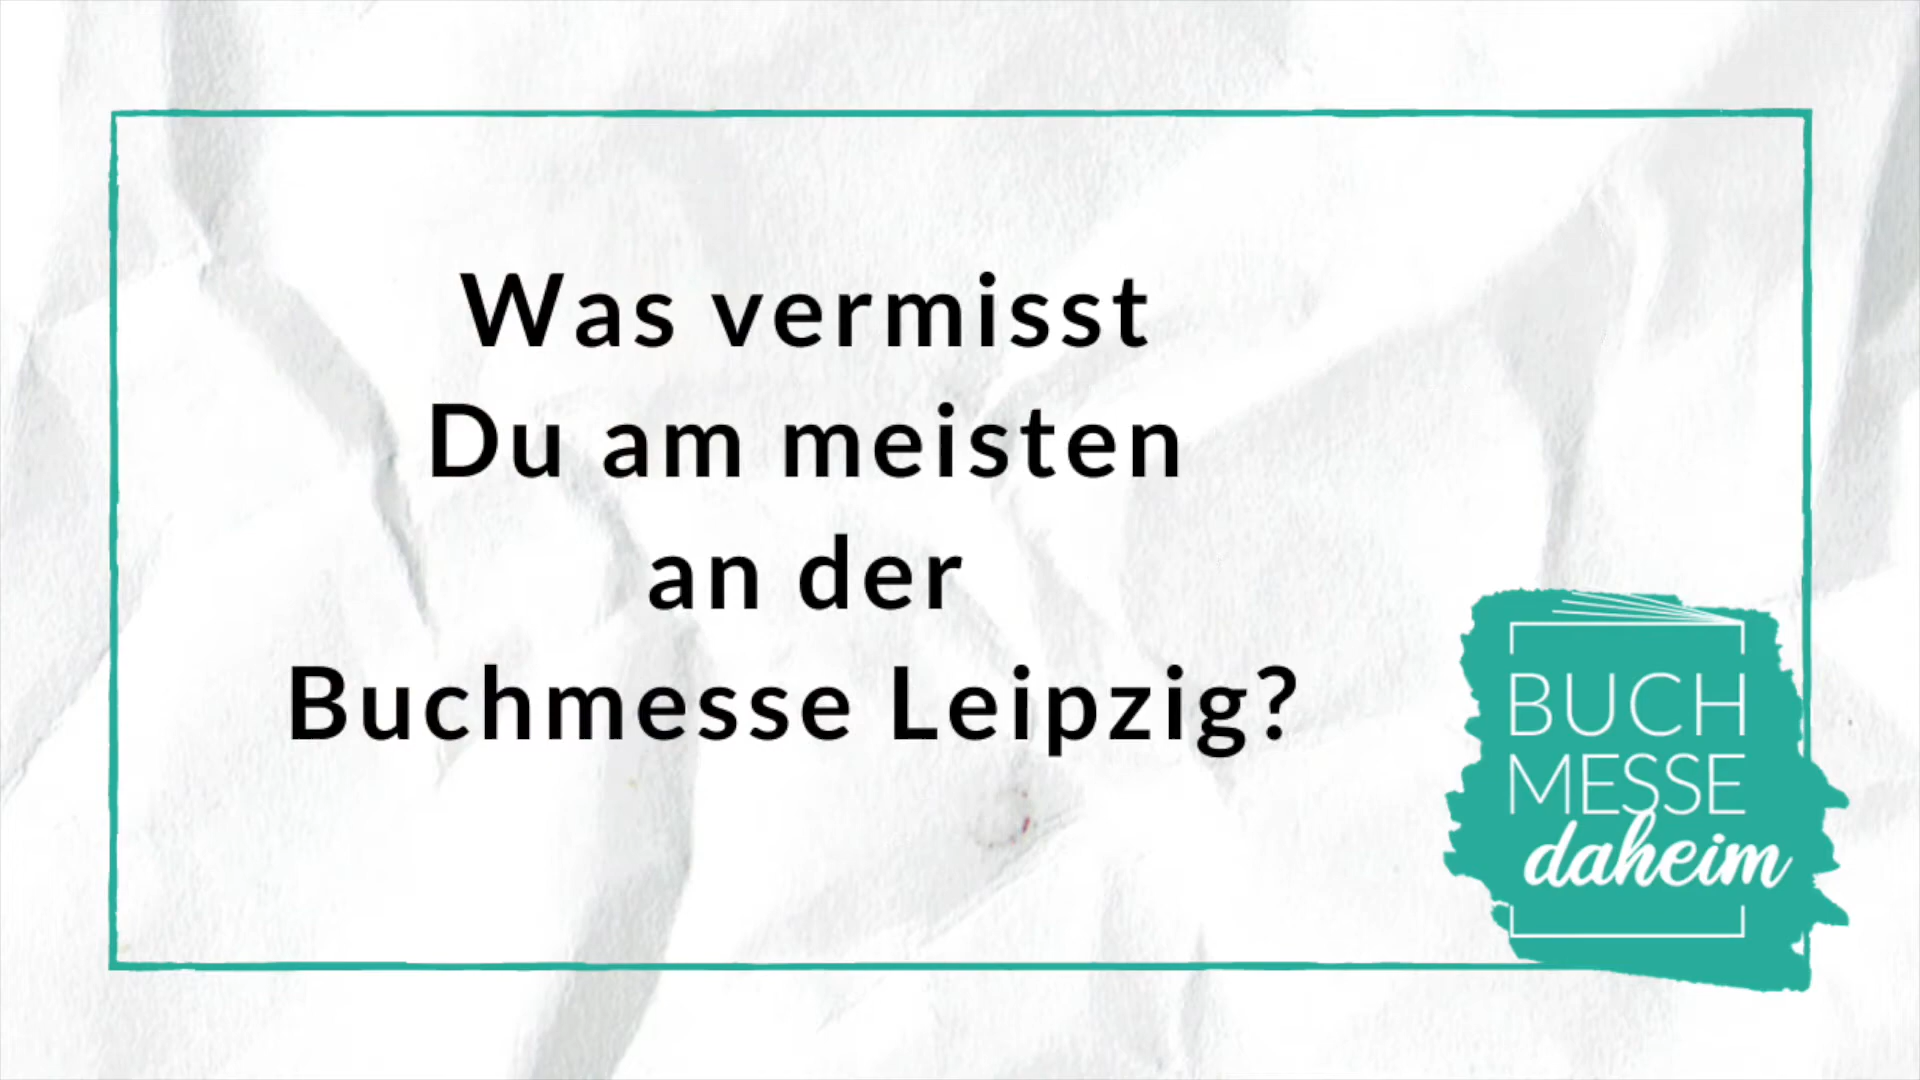 Was vermisst
Du am meisten
an der
Buchmesse Leipzig?
BUCH
MESSE
daheim